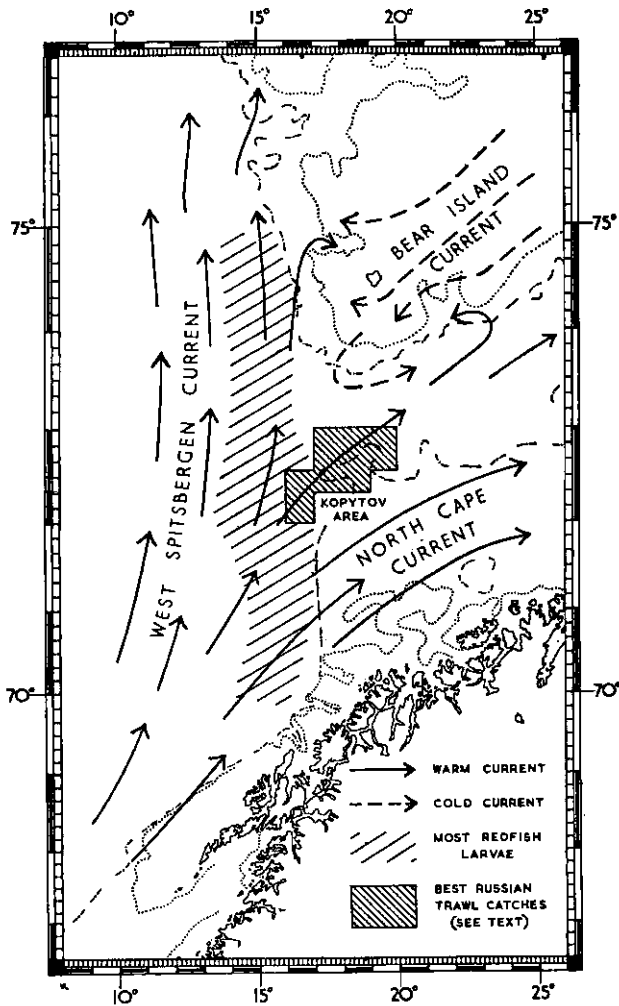 10° 15° 20° 25°
75° 75°
BEAR ISLAND
CURRENT
WEST SPITSBERGEN CURRENT
KOPYTOV
AREA
NORTH CAPE
CURRENT
70° 70°
WARM CURRENT
COLD CURRENT
MOST REDFISH
LARVAE
BEST RUSSIAN
TRAWL CATCHES
(SEE TEXT)
10° 15° 20° 25°